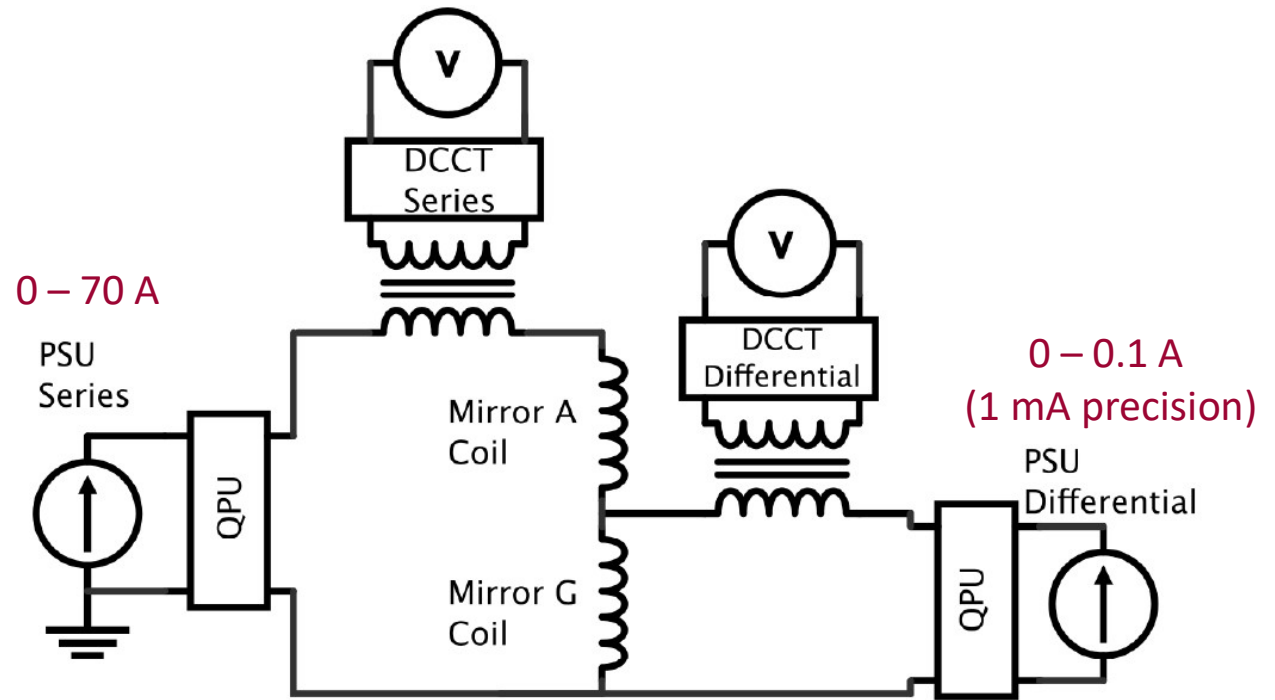 V
DCCT
Series
0 – 70 A
PSU
Series
QPU
Mirror A
Coil
Mirror G
Coil
V
DCCT
Differential
0 – 0.1 A
(1 mA precision)
PSU
Differential
QPU